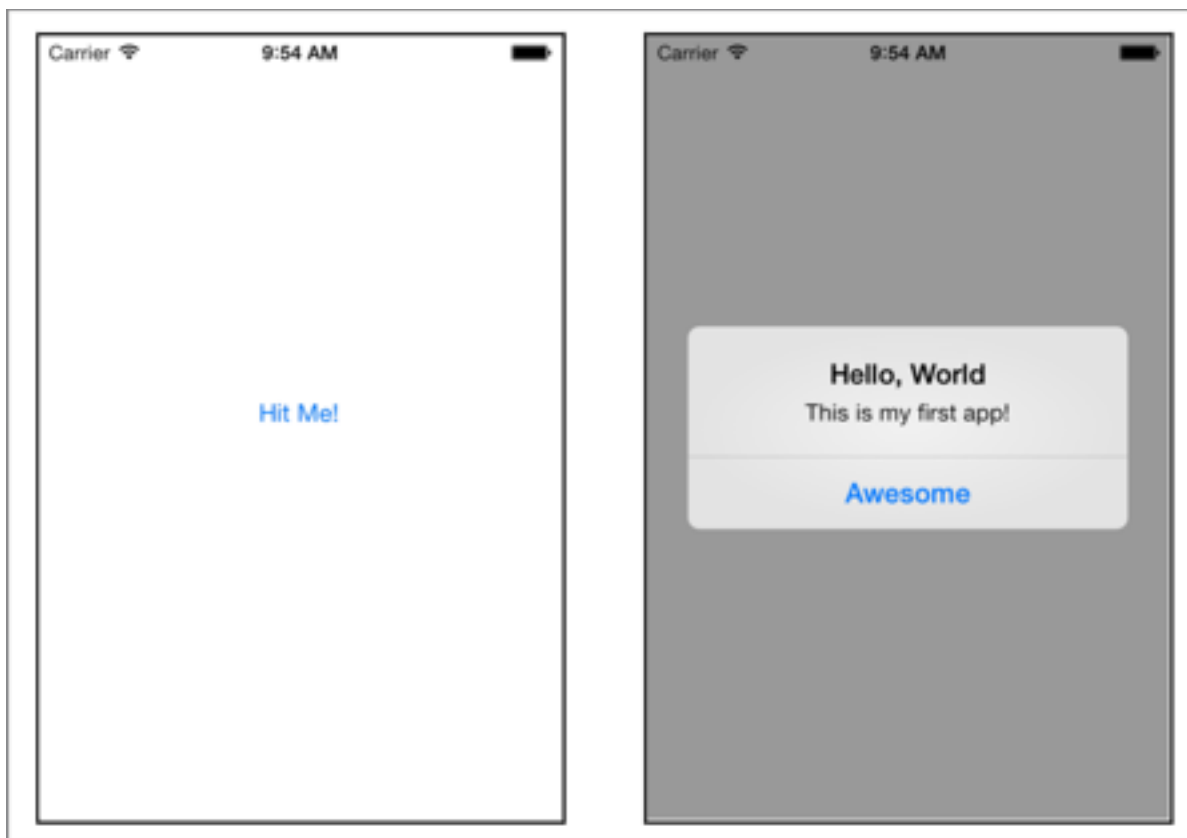 Carrier 9:54 AM
Hit Me!
Carrier 9:54 AM
Hello, World
This is my first app!
Awesome